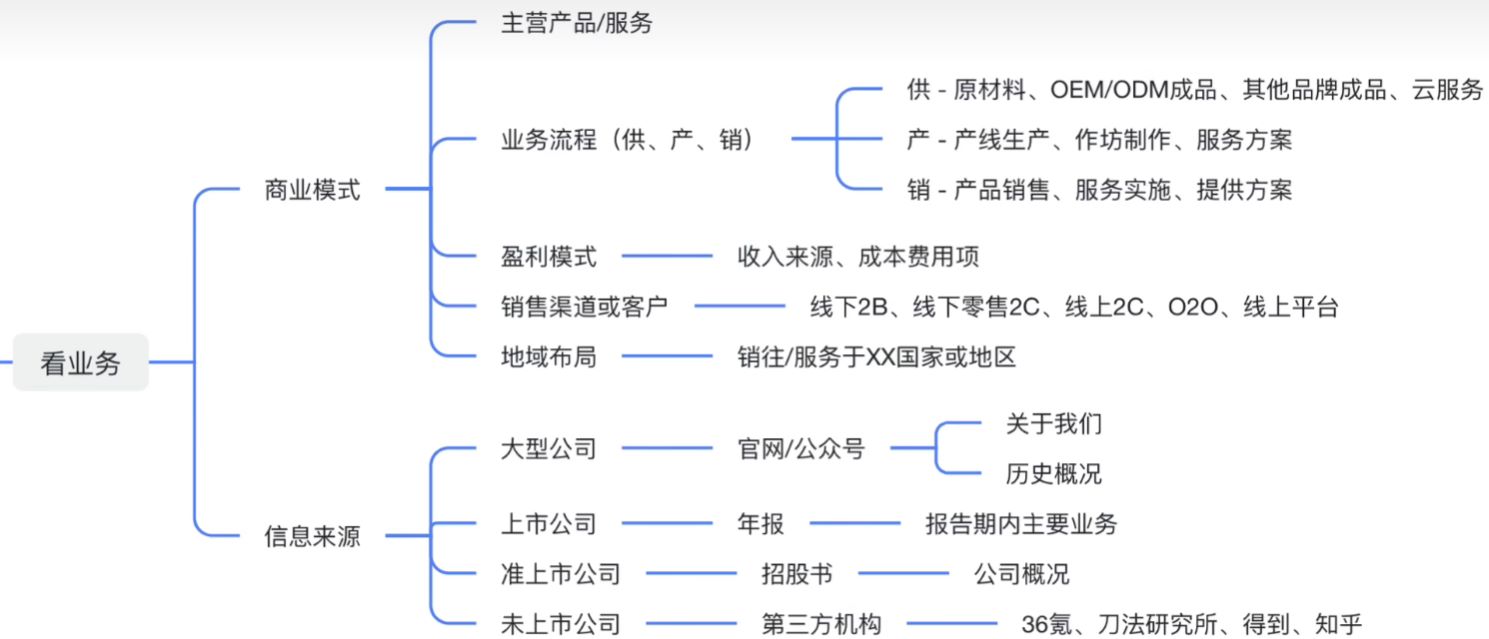 主营产品/服务
供 - 原材料、OEM/ODM成品、其他品牌成品、云服务
业务流程（供、产、销）
产 - 产线生产、作坊制作、服务方案
商业模式
销 - 产品销售、服务实施、提供方案
盈利模式
收入来源、成本费用项
销售渠道或客户
线下2B、线下零售2C、线上2C、O2O、线上平台
看业务
地域布局
销往/服务于XX国家或地区
关于我们
大型公司
官网/公众号
历史概况
信息来源
上市公司
年报
报告期内主要业务
准上市公司
招股书
公司概况
未上市公司
第三方机构
36氪、刀法研究所、得到、知乎